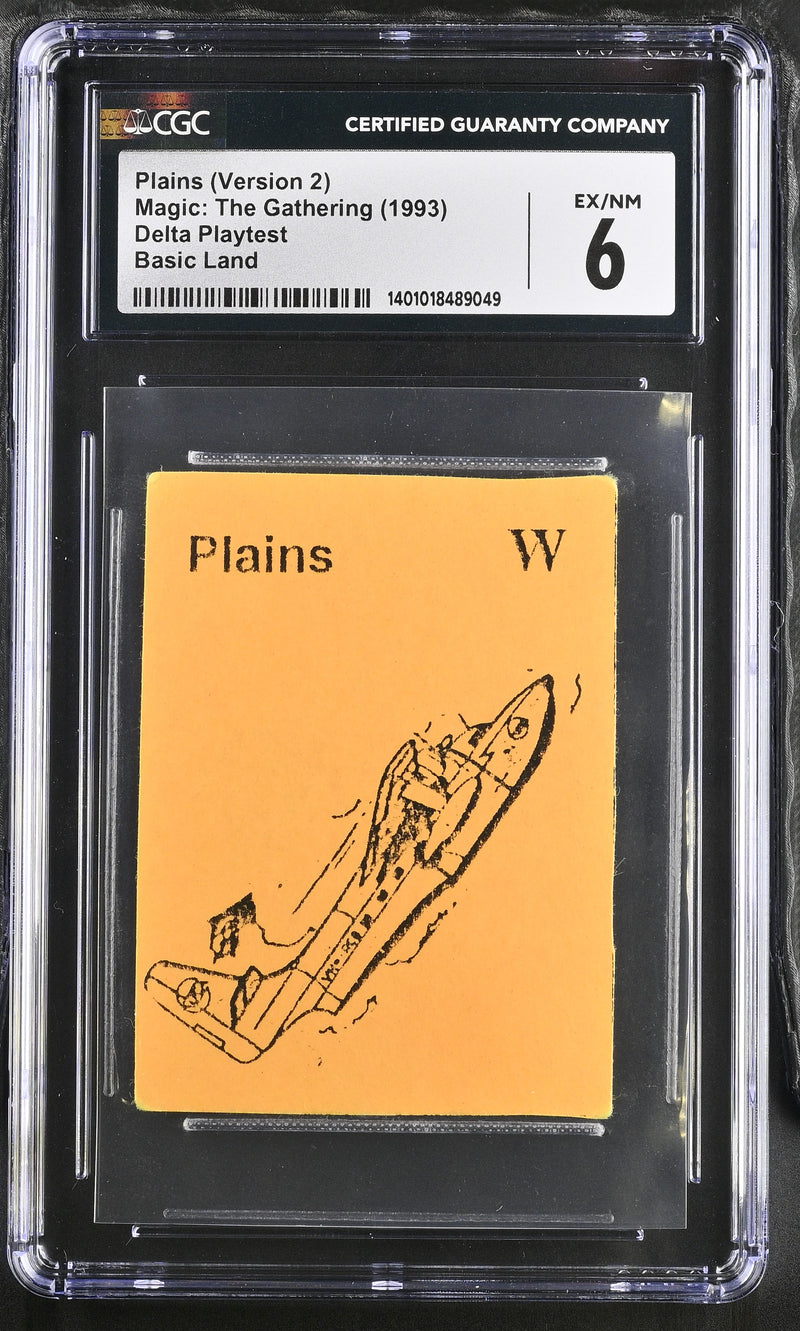 CGC
CERTIFIED GUARANTY COMPANY
Plains (Version 2)
Magic: The Gathering (1993)
Delta Playtest
Basic Land
EX/NM
6
1401018489049
Plains
W